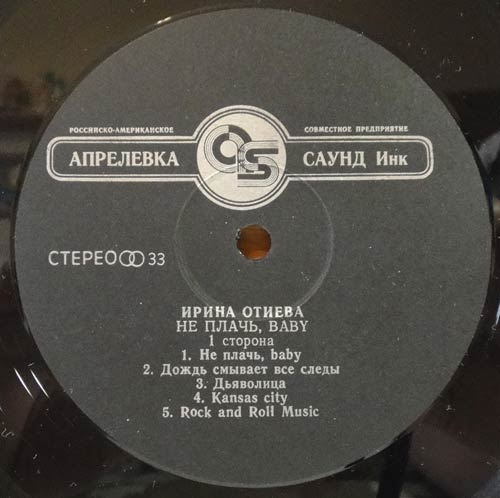 РОССИЙСКО-АМЕРИКАНСКОЕ СОВМЕСТНОЕ ПРЕДПРИЯТИЕ
АПРЕЛЕВКА САУНД Инк
СТЕРЕО 33
ИРИНА ОТИЕВА
НЕ ПЛАЧЬ, BABY
1 сторона
1. Не плачь, baby
2. Дождь смывает все следы
3. Дьяволица
4. Kansas city
5. Rock and Roll Music